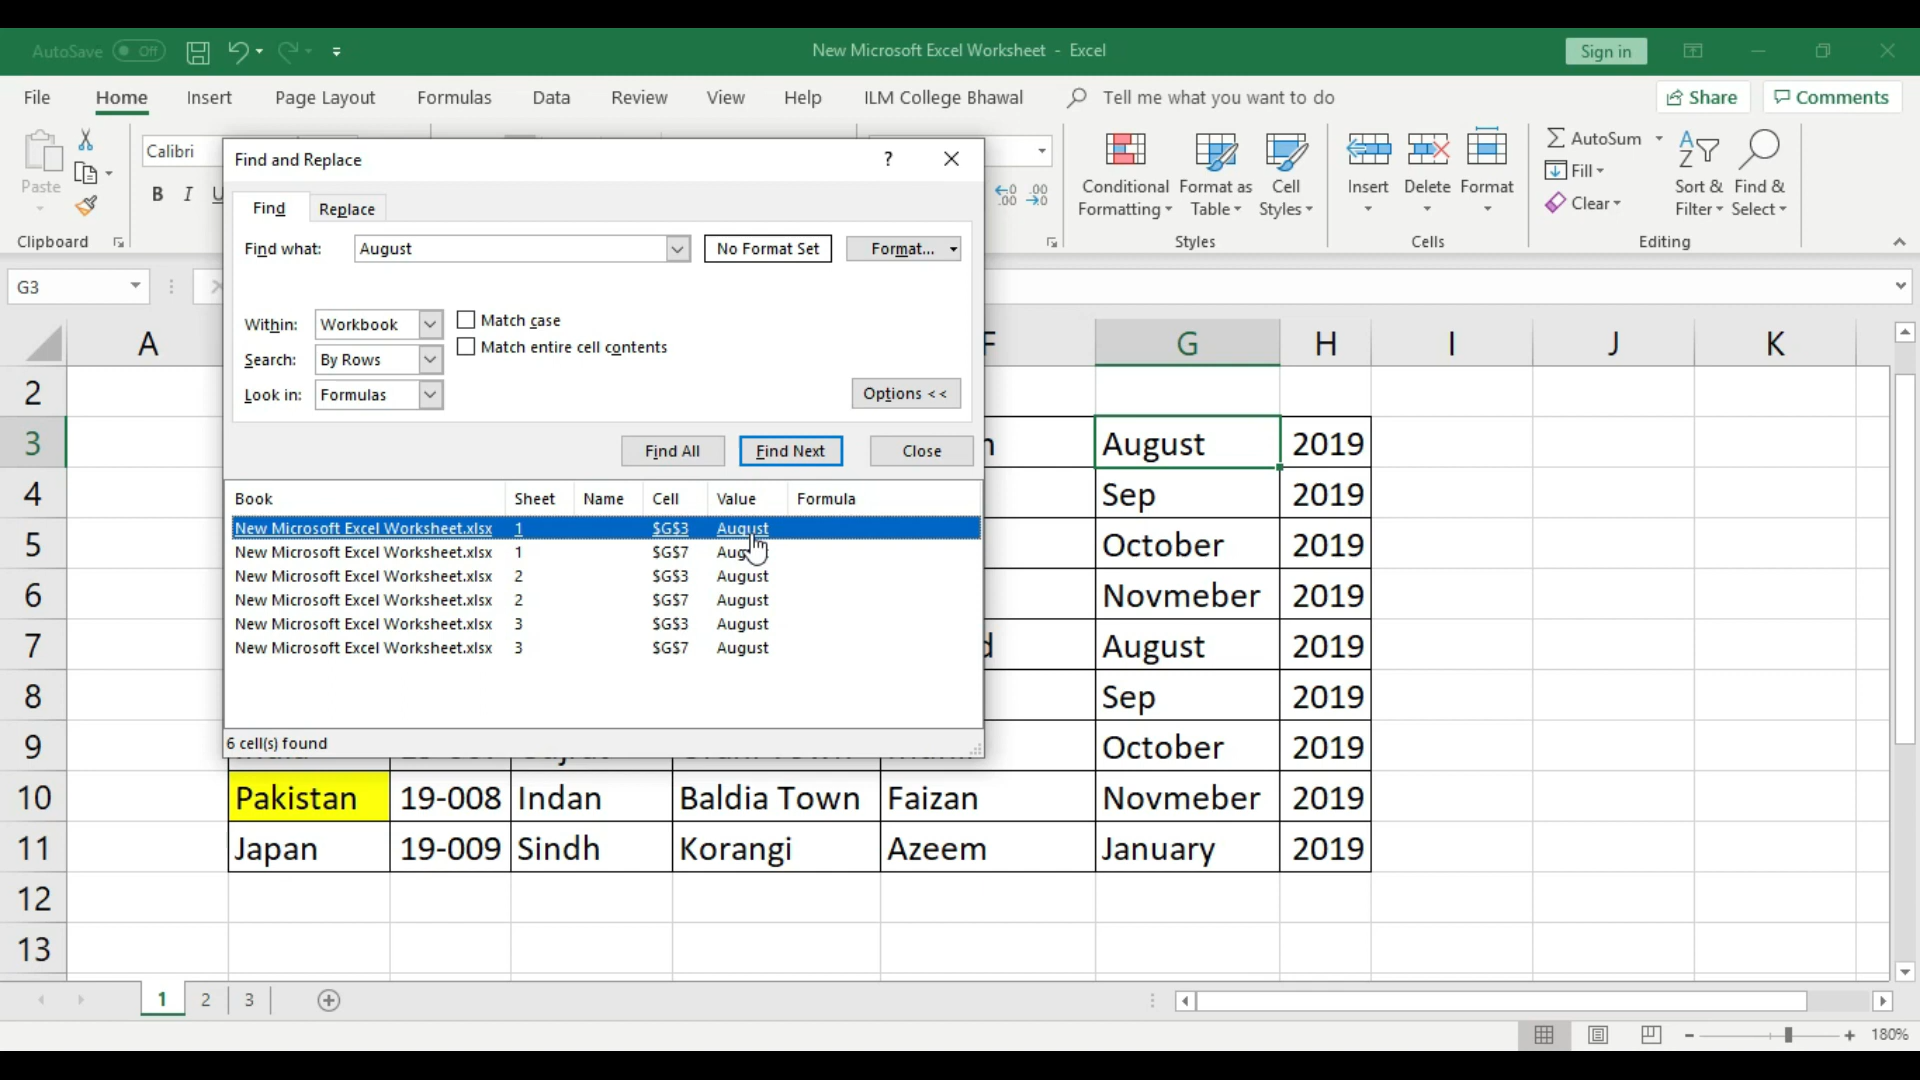 AutoSave Off New Microsoft Excel Worksheet - Excel Sign in
File Home Insert Page Layout Formulas Data Review View Help ILM College Bhawal Tell me what you want to do Share Comments
Paste
Clipboard
Calibri
B I U
Conditional Formatting
Format as Table
Cell Styles
Styles
Insert Delete Format
Cells
AutoSum
Fill
Clear
Sort & Filter
Find & Select
Editing
G3
Find and Replace ?
Find Replace
Find what: August No Format Set Format...
Within: Workbook Match case
Search: By Rows Match entire cell contents
Look in: Formulas Options <<
Find All Find Next Close
Book Sheet Name Cell Value Formula
New Microsoft Excel Worksheet.xlsx 1 $G$3 August
New Microsoft Excel Worksheet.xlsx 1 $G$7
New Microsoft Excel Worksheet.xlsx 2 $G$3 August
New Microsoft Excel Worksheet.xlsx 2 $G$7 August
New Microsoft Excel Worksheet.xlsx 3 $G$3 August
New Microsoft Excel Worksheet.xlsx 3 $G$7 August
6 cell(s) found
A F G H I J K
2
3 August 2019
4 Sep 2019
5 October 2019
6 Novmeber 2019
7 August 2019
8 Sep 2019
9 October 2019
10 Pakistan 19-008 Indan Baldia Town Faizan Novmeber 2019
11 Japan 19-009 Sindh Korangi Azeem January 2019
12
13
1 2 3
180%